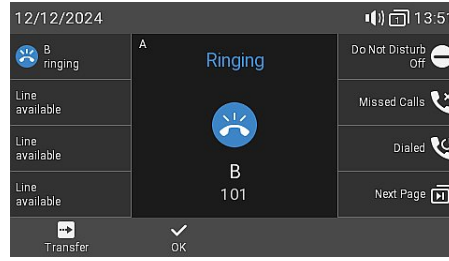 12/12/2024
1
13:51
B
ringing
A
Ringing
Do Not Disturb
Off
Line
available
Missed Calls
Line
available
Dialed
B
Line
available
101
Next Page
Transfer
OK